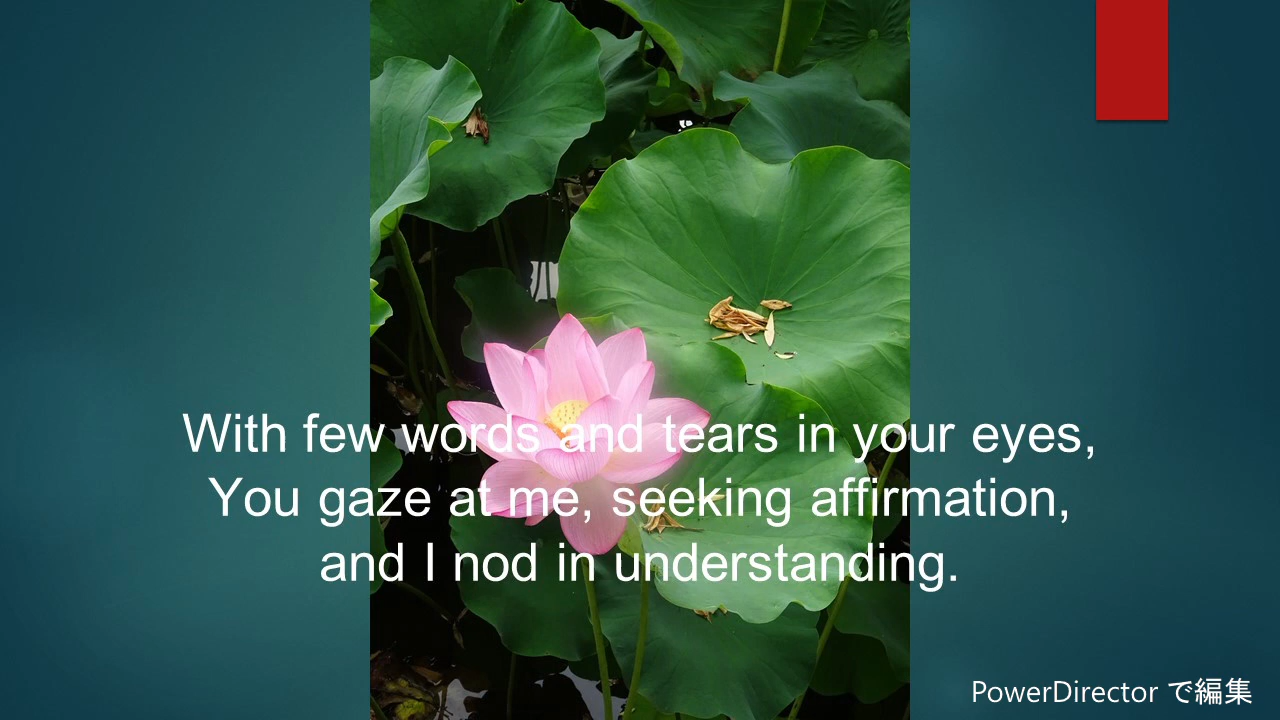 With few words and tears in your eyes,
You gaze at me, seeking affirmation,
and I nod in understanding.
PowerDirector で編集